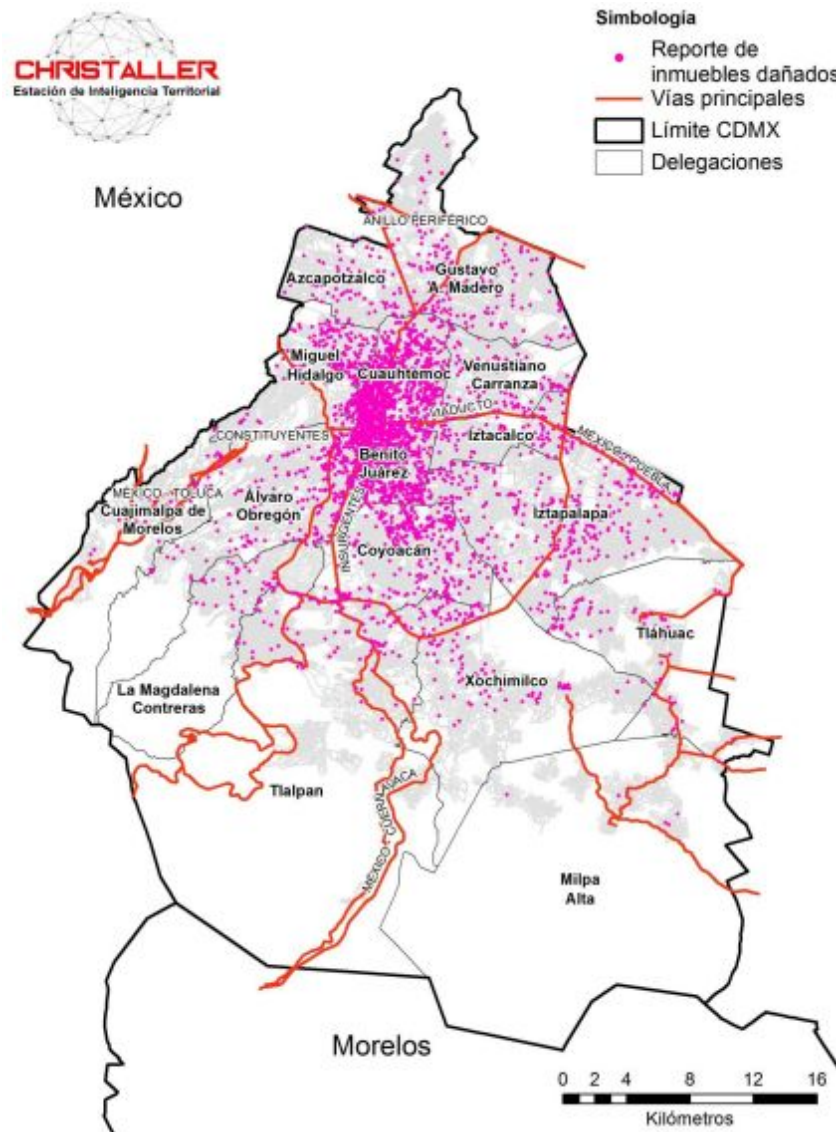 CHRISTALLER
Estación de Inteligencia Territorial
Simbología
Reporte de
inmuebles dañados
Vías principales
Límite CDMX
Delegaciones
México
ANILLO PERIFÉRICO
Azcapotzalco
Gustavo
A. Madero
Miguel
Hidalgo
Cuauhtemoc
Venustiano
Carranza
VIADUCTO
CONSTITUYENTES
Iztacalco
MÉXICO - PUEBLA
Benito
Juárez
MÉXICO - TOLUCA
Cuajimalpa de
Morelos
Álvaro
Obregón
INSURGENTES
Iztapalapa
Coyoacán
Tláhuac
Xochimilco
La Magdalena
Contreras
Tlalpan
MÉXICO - CUERNAVACA
Milpa
Alta
Morelos
0 2 4 8 12 16
Kilómetros